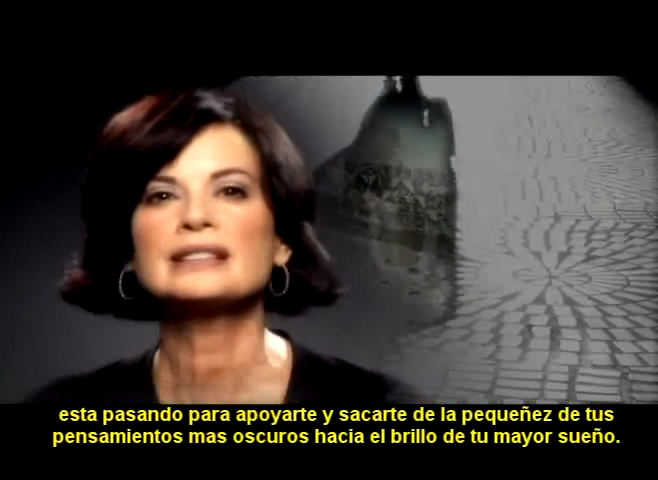 esta pasando para apoyarte y sacarte de la pequeñez de tus
pensamientos mas oscuros hacia el brillo de tu mayor sueño.